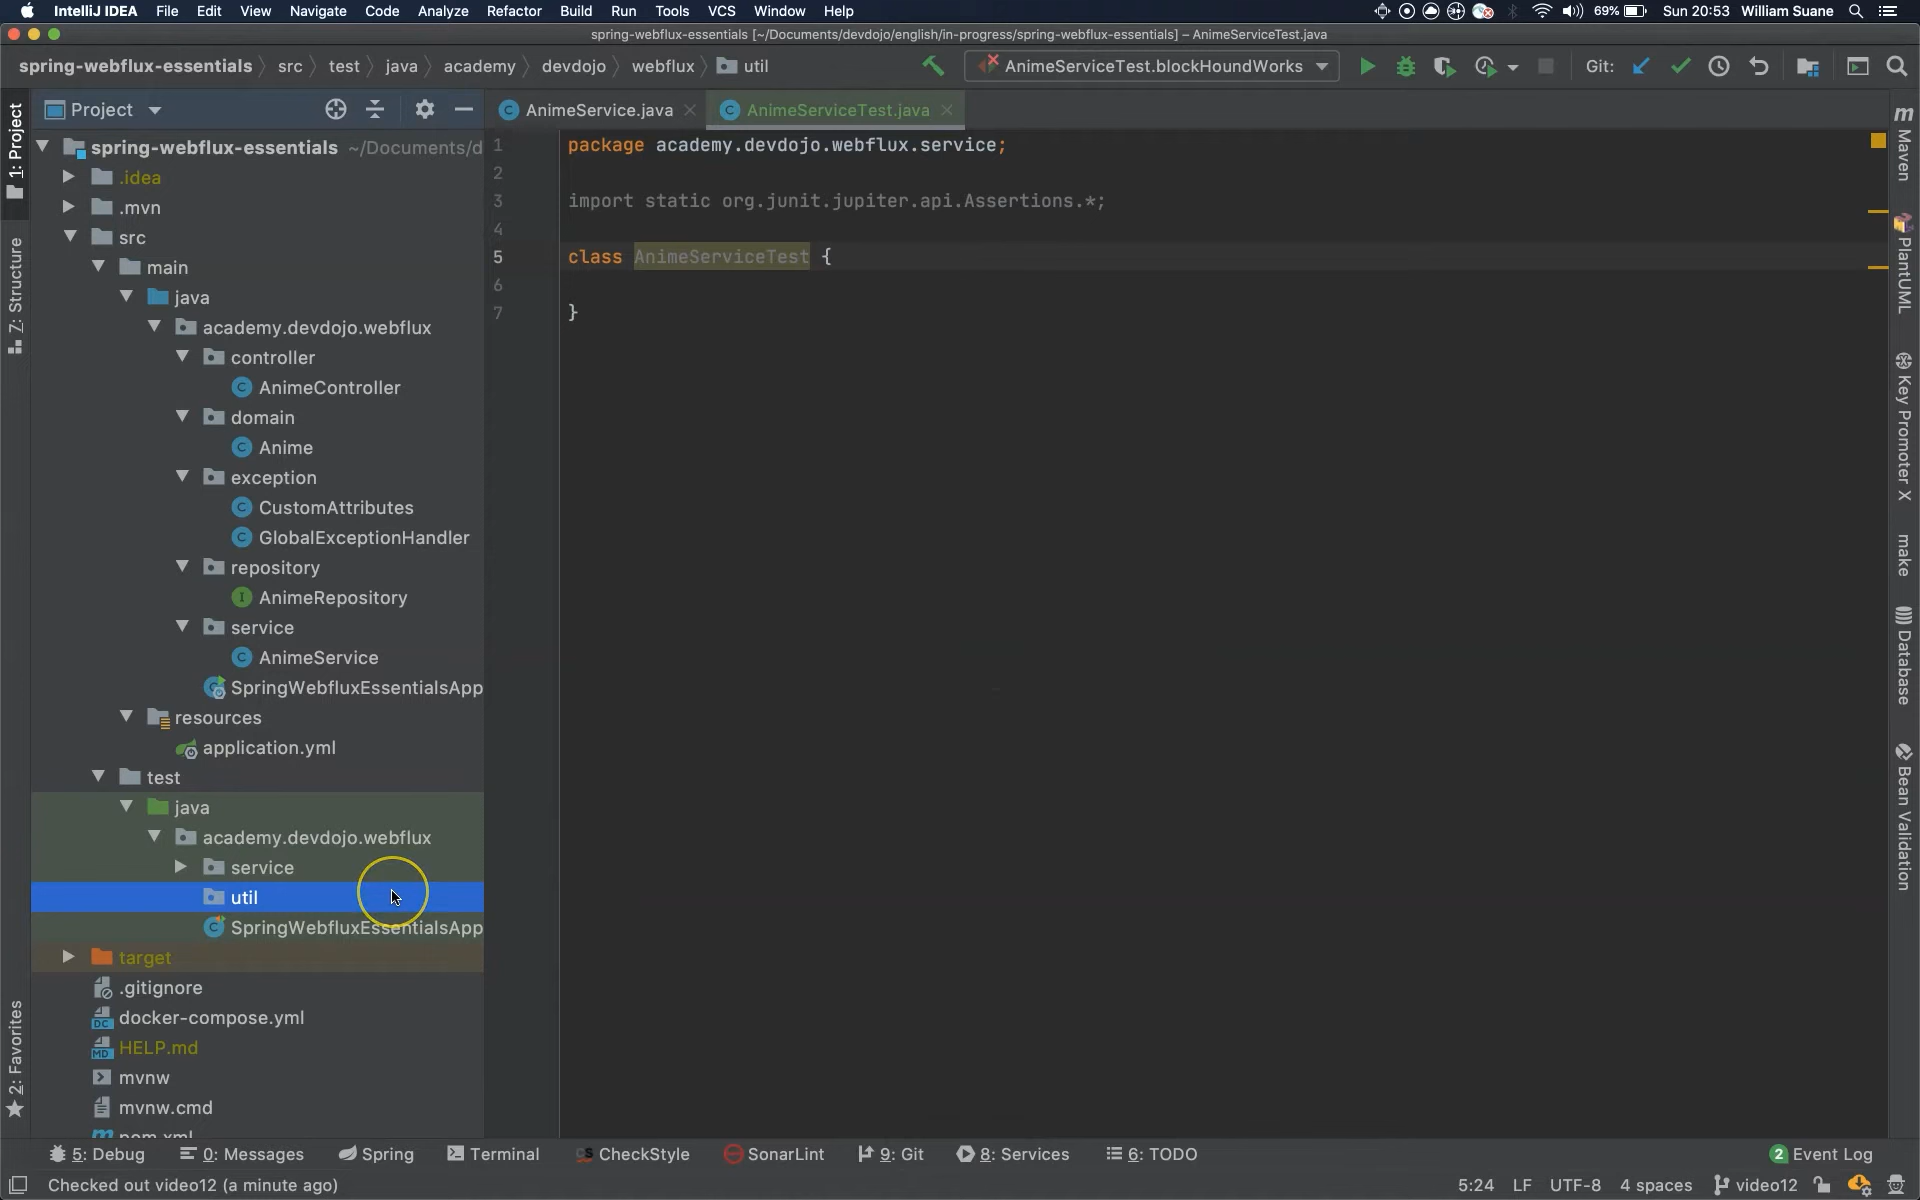 IntelliJ IDEA File Edit View Navigate Code Analyze Refactor Build Run Tools VCS Window Help 69% Sun 20:53 William Suane
spring-webflux-essentials [~/Documents/devdojo/english/in-progress/spring-webflux-essentials] – AnimeServiceTest.java
spring-webflux-essentials src test java academy devdojo webflux util AnimeServiceTest.blockHoundWorks Git:
Project
AnimeService.java AnimeServiceTest.java
spring-webflux-essentials ~/Documents/d
.idea
.mvn
src
main
java
academy.devdojo.webflux
controller
AnimeController
domain
Anime
exception
CustomAttributes
GlobalExceptionHandler
repository
AnimeRepository
service
AnimeService
SpringWebfluxEssentialsApp
resources
application.yml
test
java
academy.devdojo.webflux
service
util
SpringWebfluxEssentialsApp
target
.gitignore
docker-compose.yml
HELP.md
mvnw
mvnw.cmd
pom.xml
1 package academy.devdojo.webflux.service;
2
3 import static org.junit.jupiter.api.Assertions.*;
4
5 class AnimeServiceTest {
6
7 }
1: Project
7: Structure
2: Favorites
Maven
PlantUML
Key Promoter X
make
Database
Bean Validation
5: Debug 0: Messages Spring Terminal CheckStyle SonarLint 9: Git 8: Services 6: TODO 2 Event Log
Checked out video12 (a minute ago) 5:24 LF UTF-8 4 spaces video12